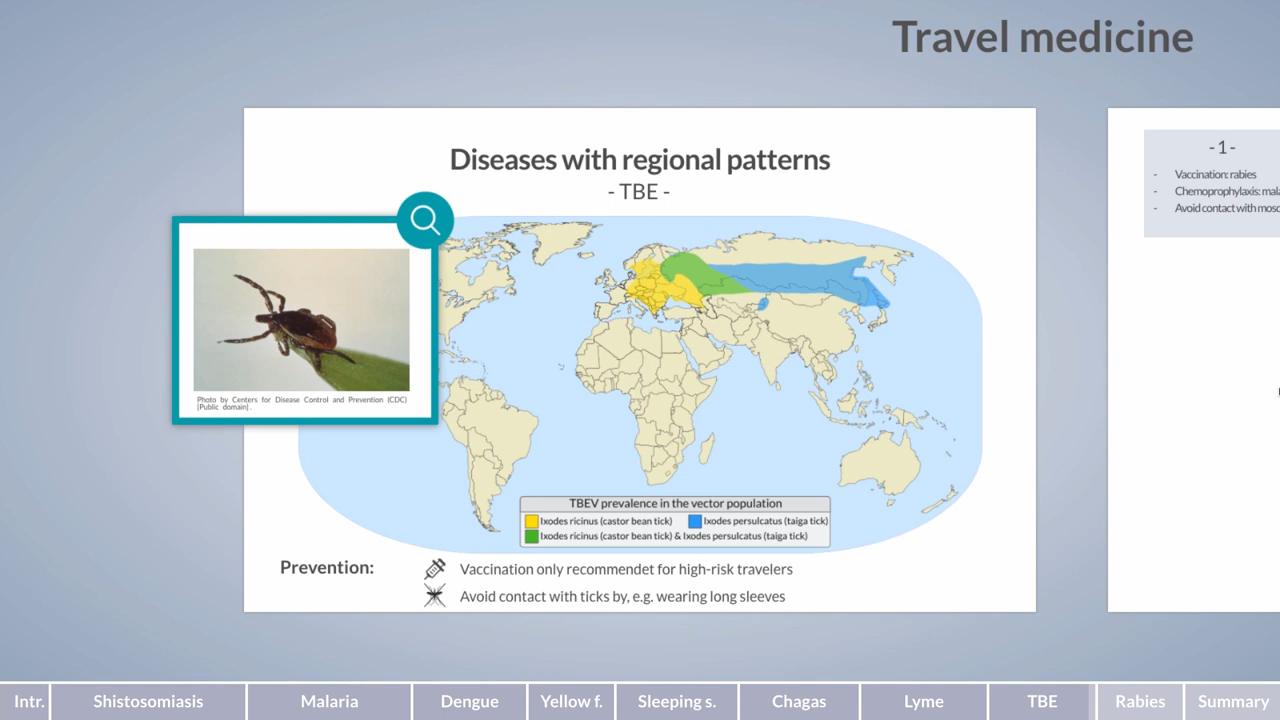 Travel medicine
Diseases with regional patterns
- TBE -
Photo by Centers for Disease Control and Prevention (CDC)
[Public domain].
TBEV prevalence in the vector population
Ixodes ricinus (castor bean tick)
Ixodes persulcatus (taiga tick)
Ixodes ricinus (castor bean tick) & Ixodes persulcatus (taiga tick)
Prevention:
Vaccination only recommendet for high-risk travelers
Avoid contact with ticks by, e.g. wearing long sleeves
- 1 -
- Vaccination: rabies
- Chemoprophylaxis:
- Avoid contact with
Intr.
Shistosomiasis
Malaria
Dengue
Yellow f.
Sleeping s.
Chagas
Lyme
TBE
Rabies
Summary